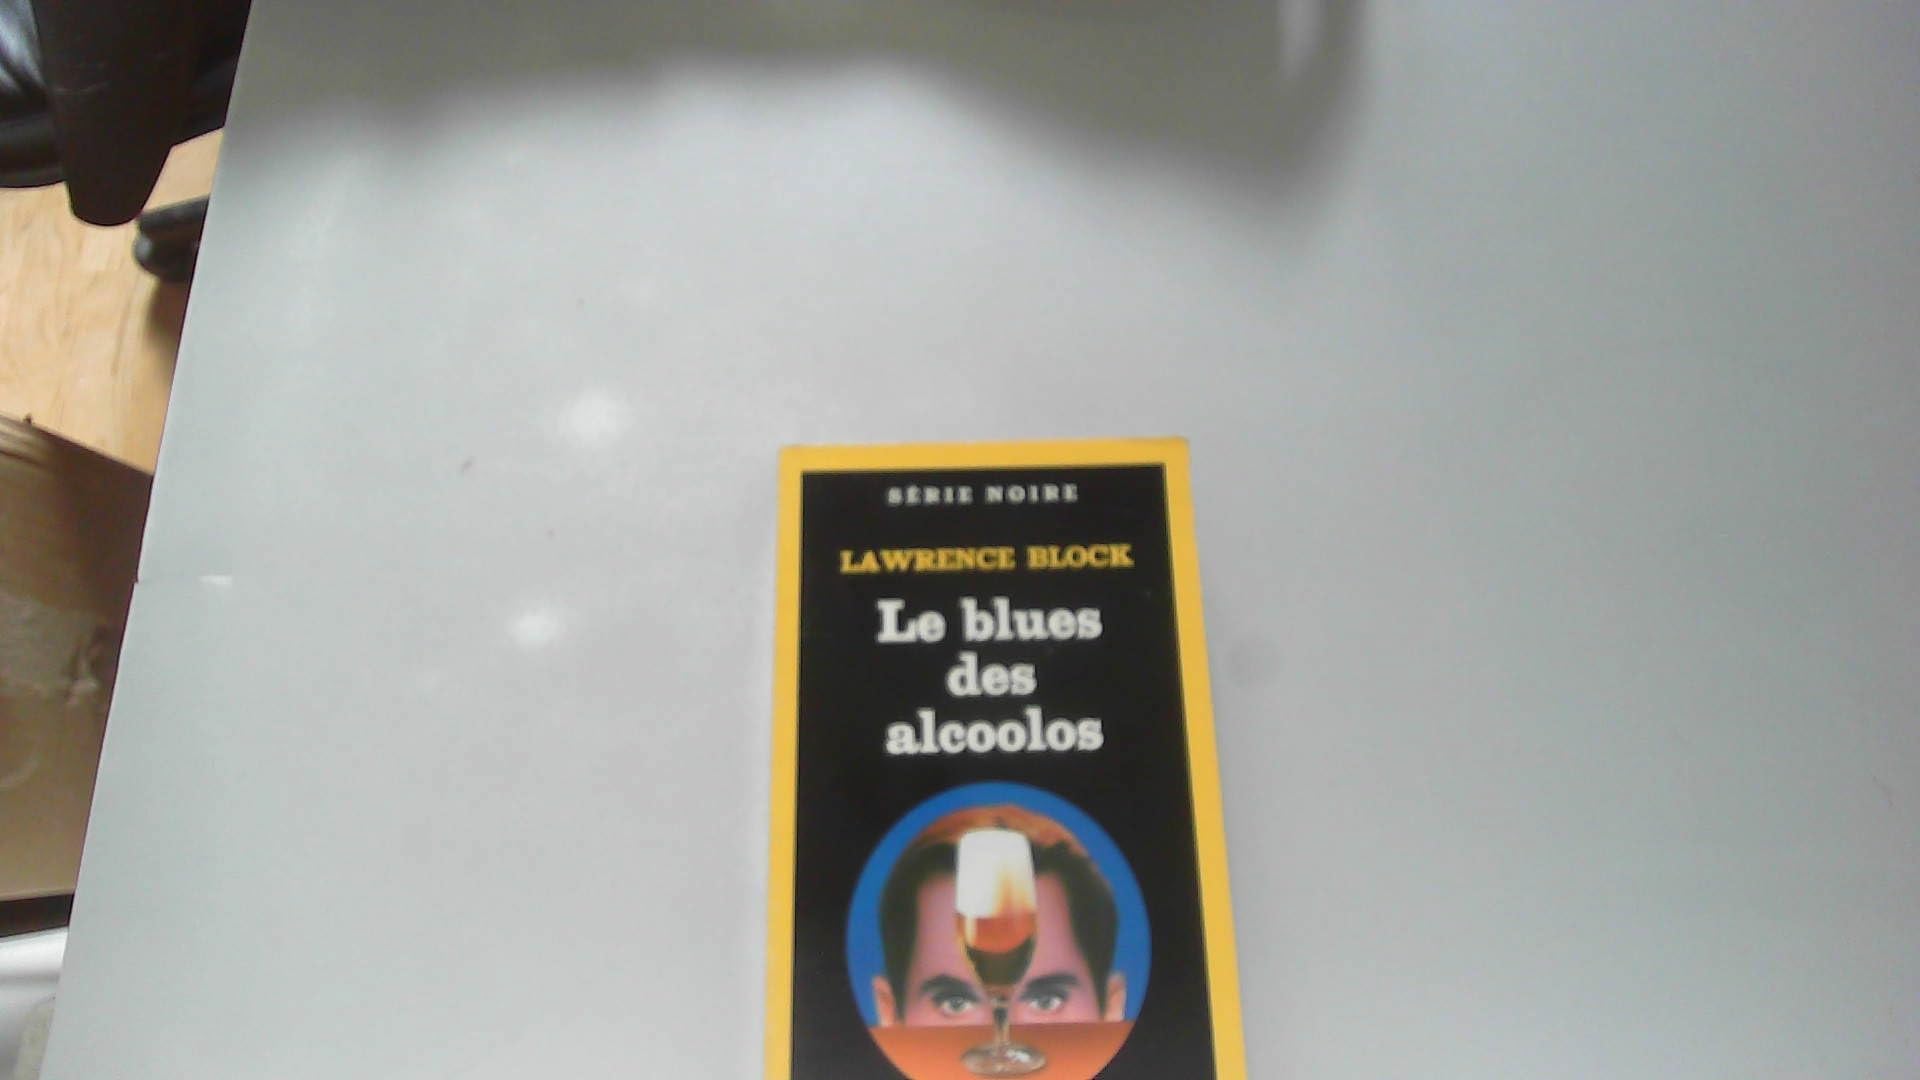 SÉRIE NOIRE
LAWRENCE BLOCK
Le blues
des
alcoolos